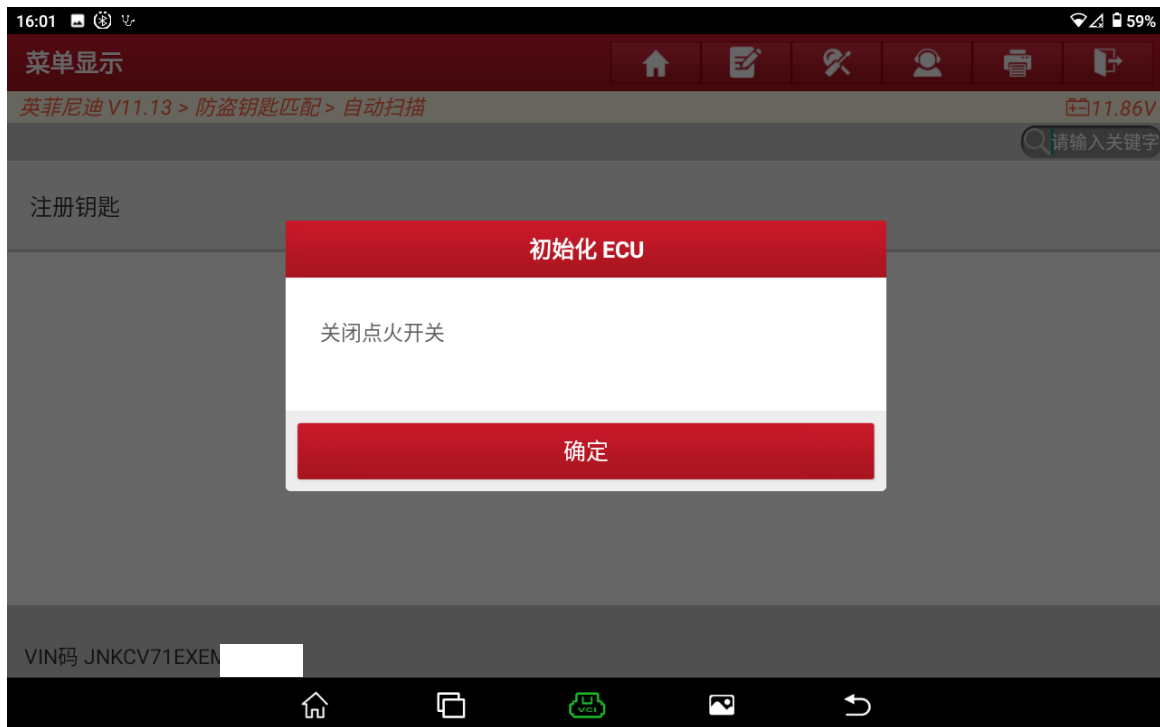 16:01 59%
菜单显示
英菲尼迪 V11.13 > 防盗钥匙匹配 > 自动扫描 11.86V
请输入关键字
注册钥匙
初始化 ECU
关闭点火开关
确定
VIN码 JNKCV71EXEM
VCI